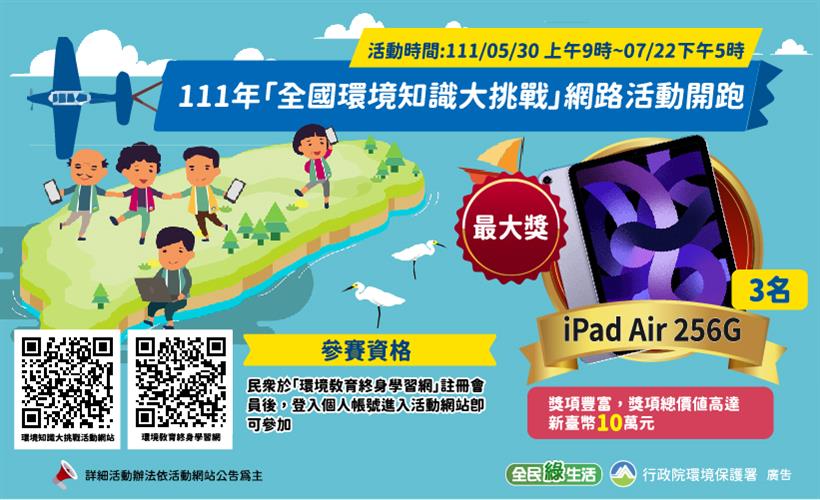 活動時間:111/05/30 上午9時~07/22下午5時
111年「全國環境知識大挑戰」網路活動開跑
最大獎
3名
iPad Air 256G
參賽資格
民眾於「環境教育終身學習網」註冊會
員後，登入個人帳號進入活動網站即
可參加
獎項豐富，獎項總價值高達
新臺幣10萬元
環境知識大挑戰活動網站
環境教育終身學習網
詳細活動辦法依活動網站公告為主
全民綠生活
行政院環境保護署 廣告